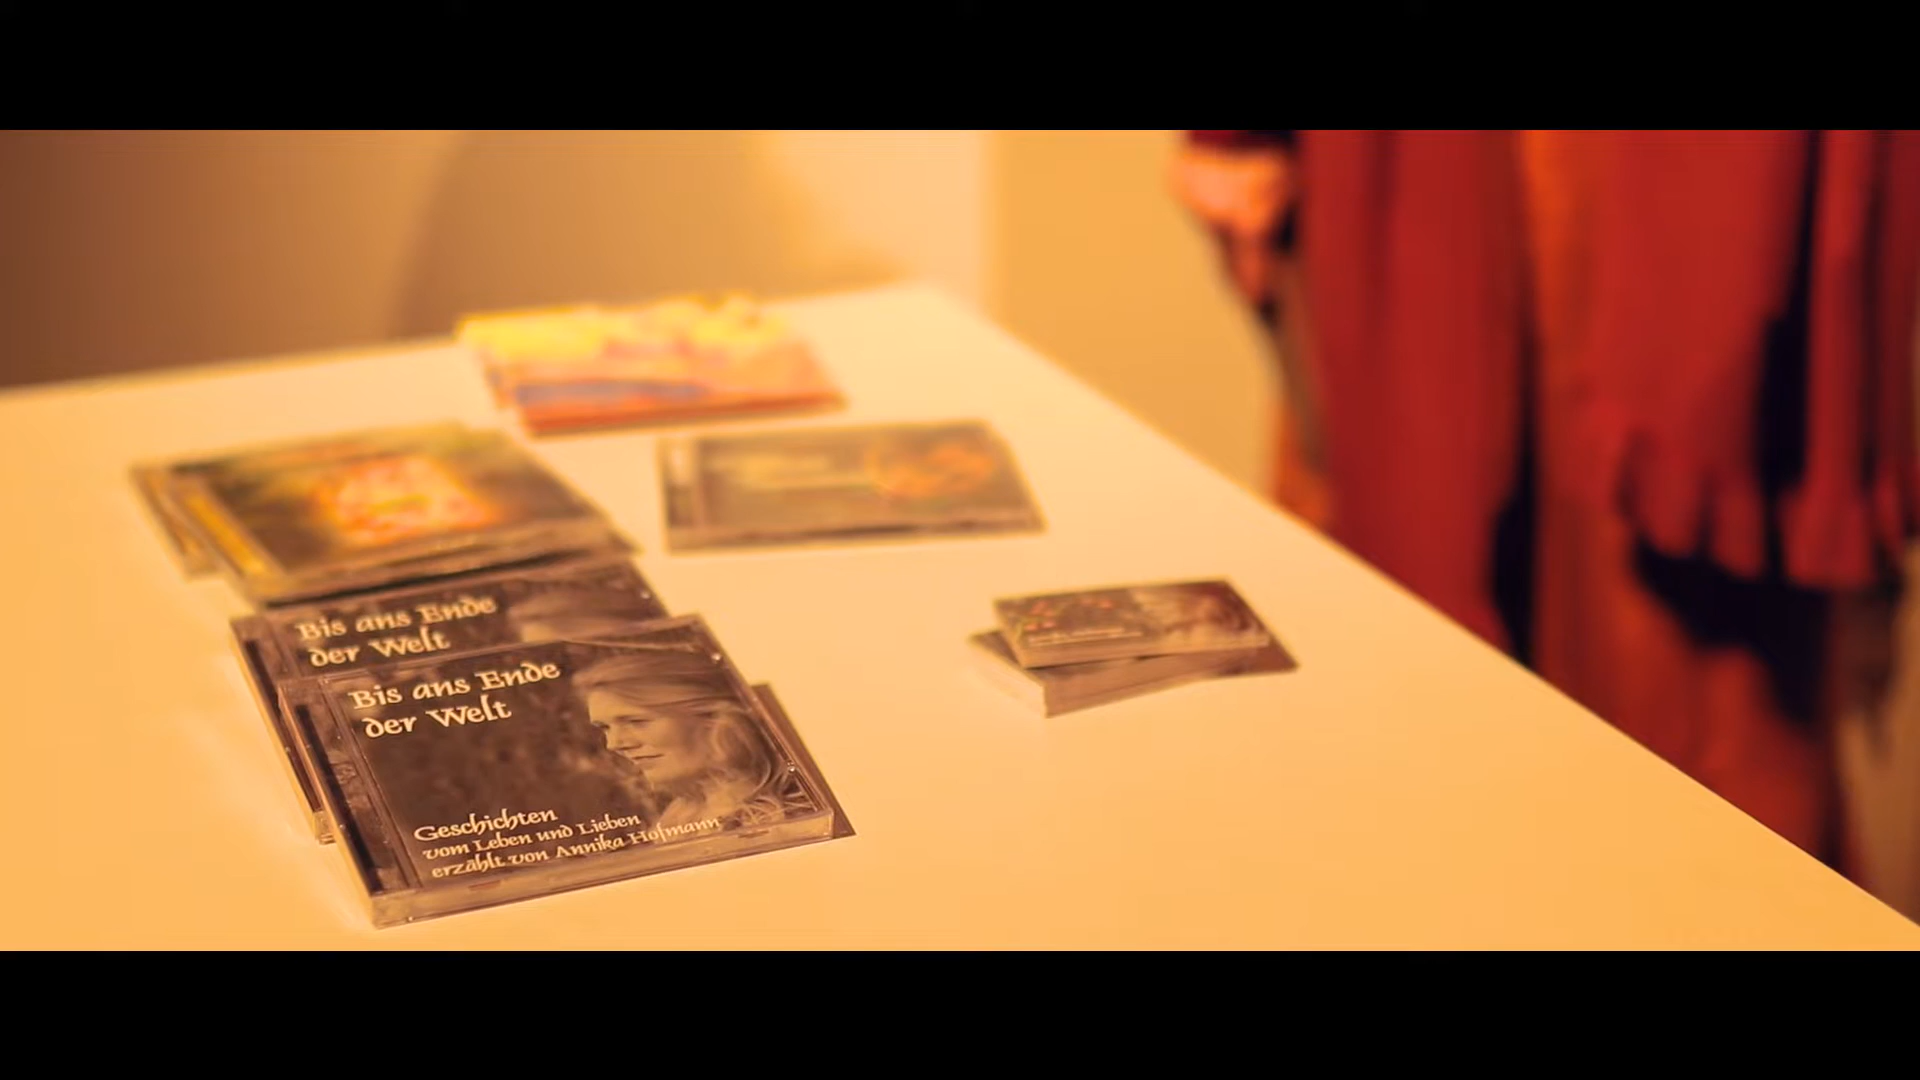 Bis ans Ende
der Welt
Bis ans Ende
der Welt
Geschichten
vom Leben und Lieben
erzählt von Annika Hofmann